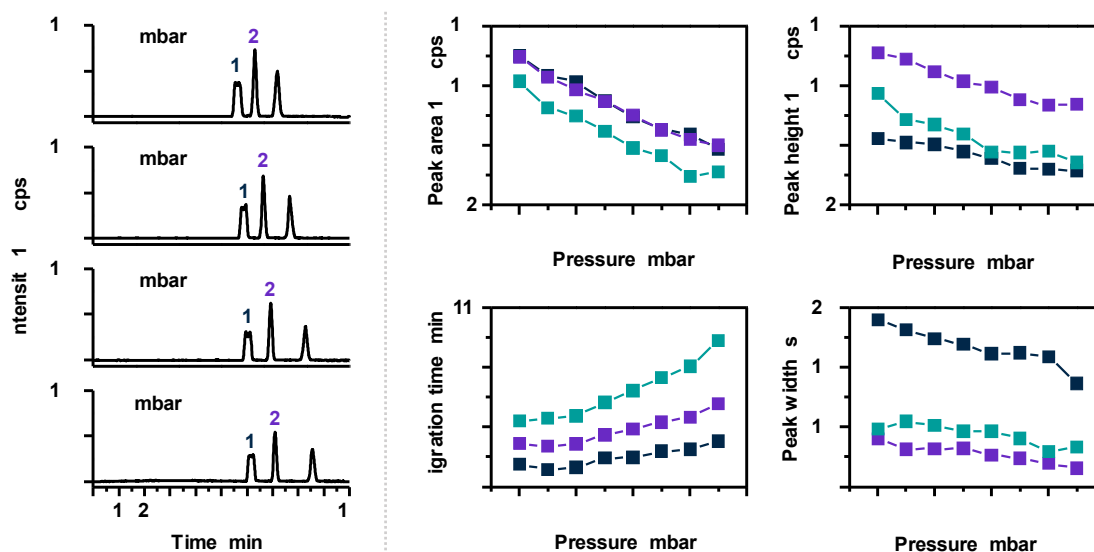 1
mbar
1
2
1
mbar
1
2
1
mbar
1
2
1
mbar
1
2
ntensit 1 cps
1 2 1
Time min
1
1
2
Peak area 1 cps
Pressure mbar
1
1
2
Peak height 1 cps
Pressure mbar
11
igration time min
Pressure mbar
2
1
1
Peak width s
Pressure mbar